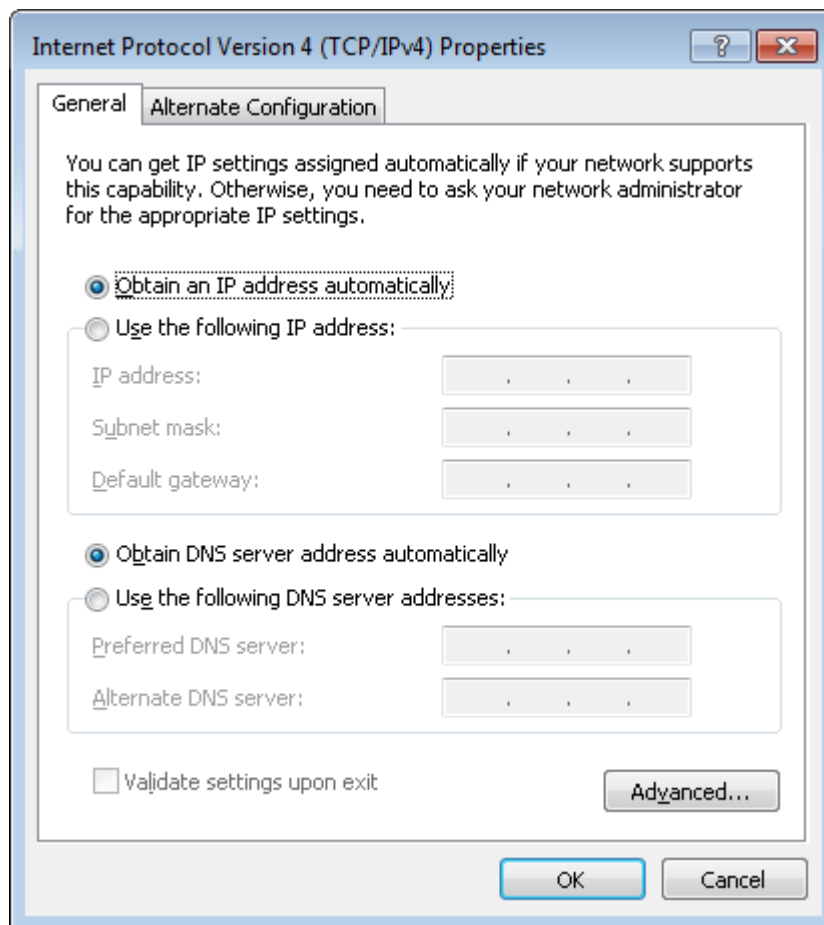 Internet Protocol Version 4 (TCP/IPv4) Properties
?
General
Alternate Configuration
You can get IP settings assigned automatically if your network supports
this capability. Otherwise, you need to ask your network administrator
for the appropriate IP settings.
Obtain an IP address automatically
Use the following IP address:
IP address:
Subnet mask:
Default gateway:
Obtain DNS server address automatically
Use the following DNS server addresses:
Preferred DNS server:
Alternate DNS server:
Validate settings upon exit
Advanced...
OK
Cancel